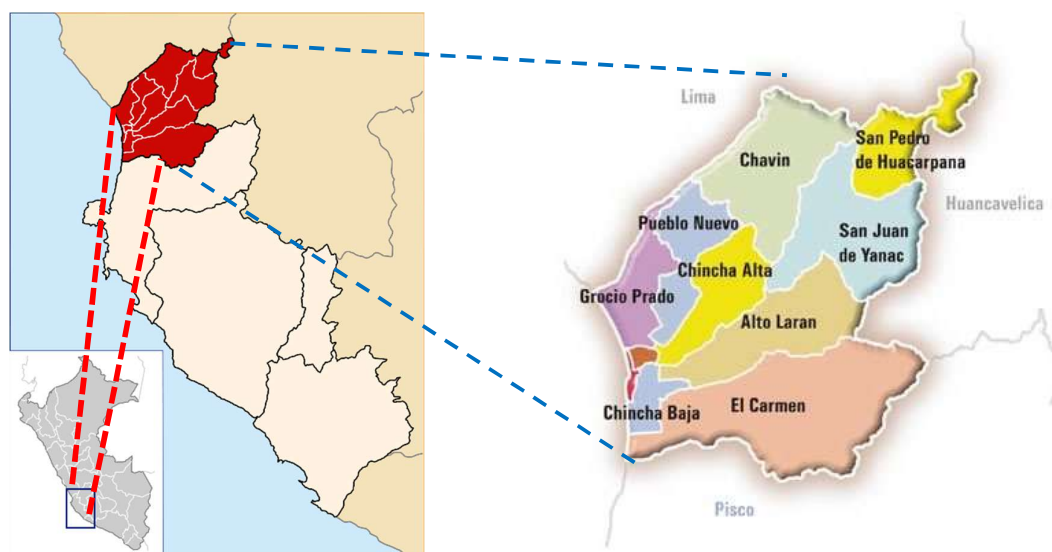 Lima
San Pedro
de Huacarpana
Chavin
Huancavelica
Pueblo Nuevo
San Juan
de Yanac
Chincha Alta
Grocio Prado
Alto Laran
Chincha Baja
El Carmen
Pisco